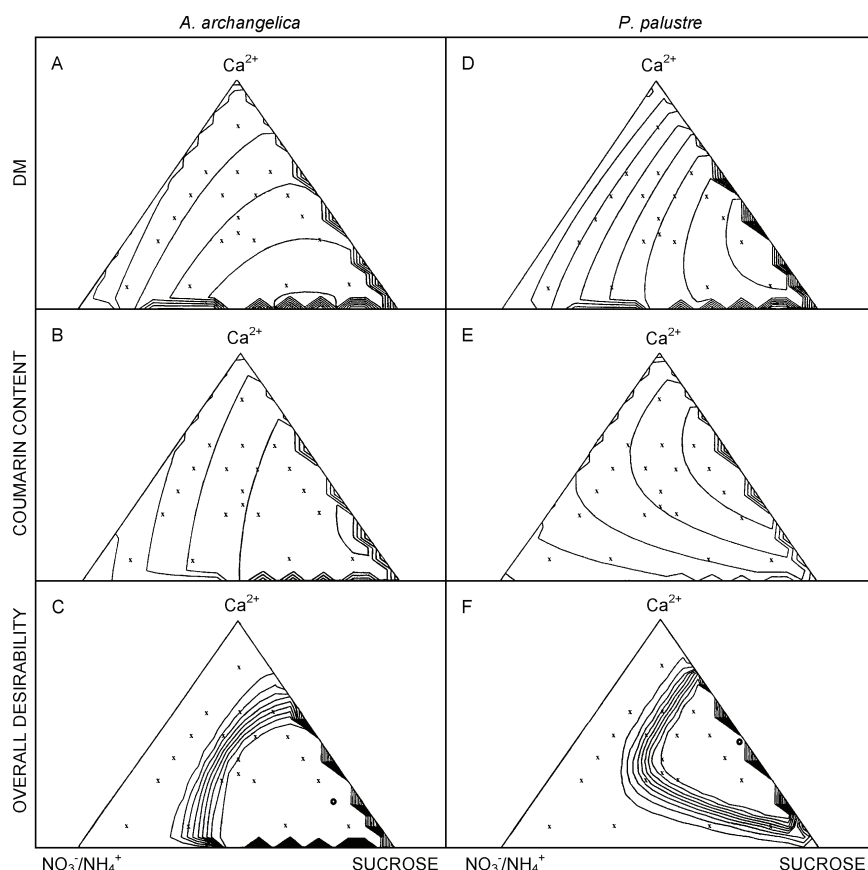 A. archangelica
P. palustre
DM
A
Ca²⁺
D
Ca²⁺
COUMARIN CONTENT
B
Ca²⁺
E
Ca²⁺
OVERALL DESIRABILITY
C
Ca²⁺
F
Ca²⁺
NO₃⁻/NH₄⁺
SUCROSE
NO₃⁻/NH₄⁺
SUCROSE